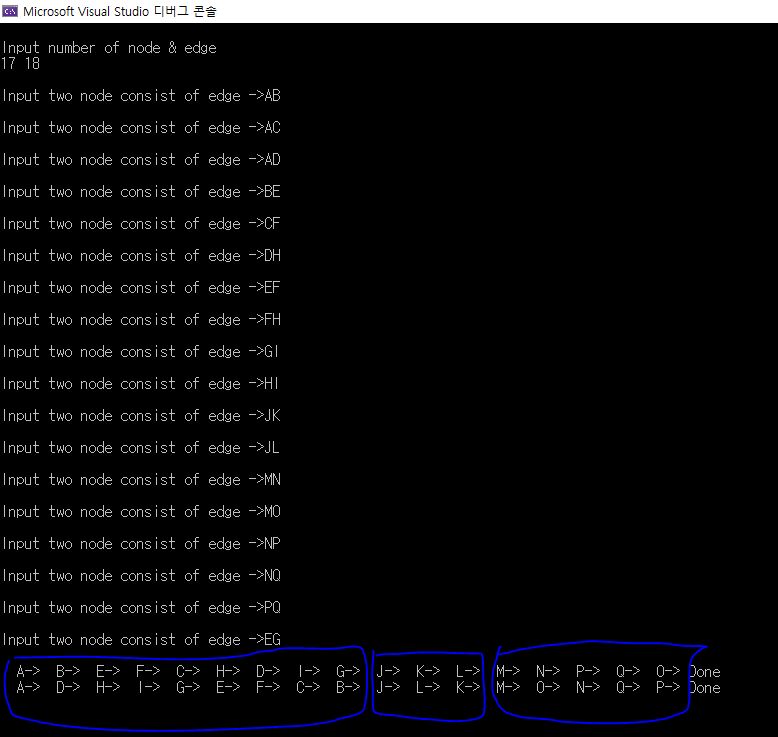 Microsoft Visual Studio 디버그 콘솔
Input number of node & edge
17 18
Input two node consist of edge ->AB
Input two node consist of edge ->AC
Input two node consist of edge ->AD
Input two node consist of edge ->BE
Input two node consist of edge ->CF
Input two node consist of edge ->DH
Input two node consist of edge ->EF
Input two node consist of edge ->FH
Input two node consist of edge ->GI
Input two node consist of edge ->HI
Input two node consist of edge ->JK
Input two node consist of edge ->JL
Input two node consist of edge ->MN
Input two node consist of edge ->MO
Input two node consist of edge ->NP
Input two node consist of edge ->NQ
Input two node consist of edge ->PQ
Input two node consist of edge ->EG
A-> B-> E-> F-> C-> H-> D-> I-> G-> J-> K-> L-> M-> N-> P-> Q-> O-> Done
A-> D-> H-> I-> G-> E-> F-> C-> B-> J-> L-> K-> M-> O-> N-> Q-> P-> Done